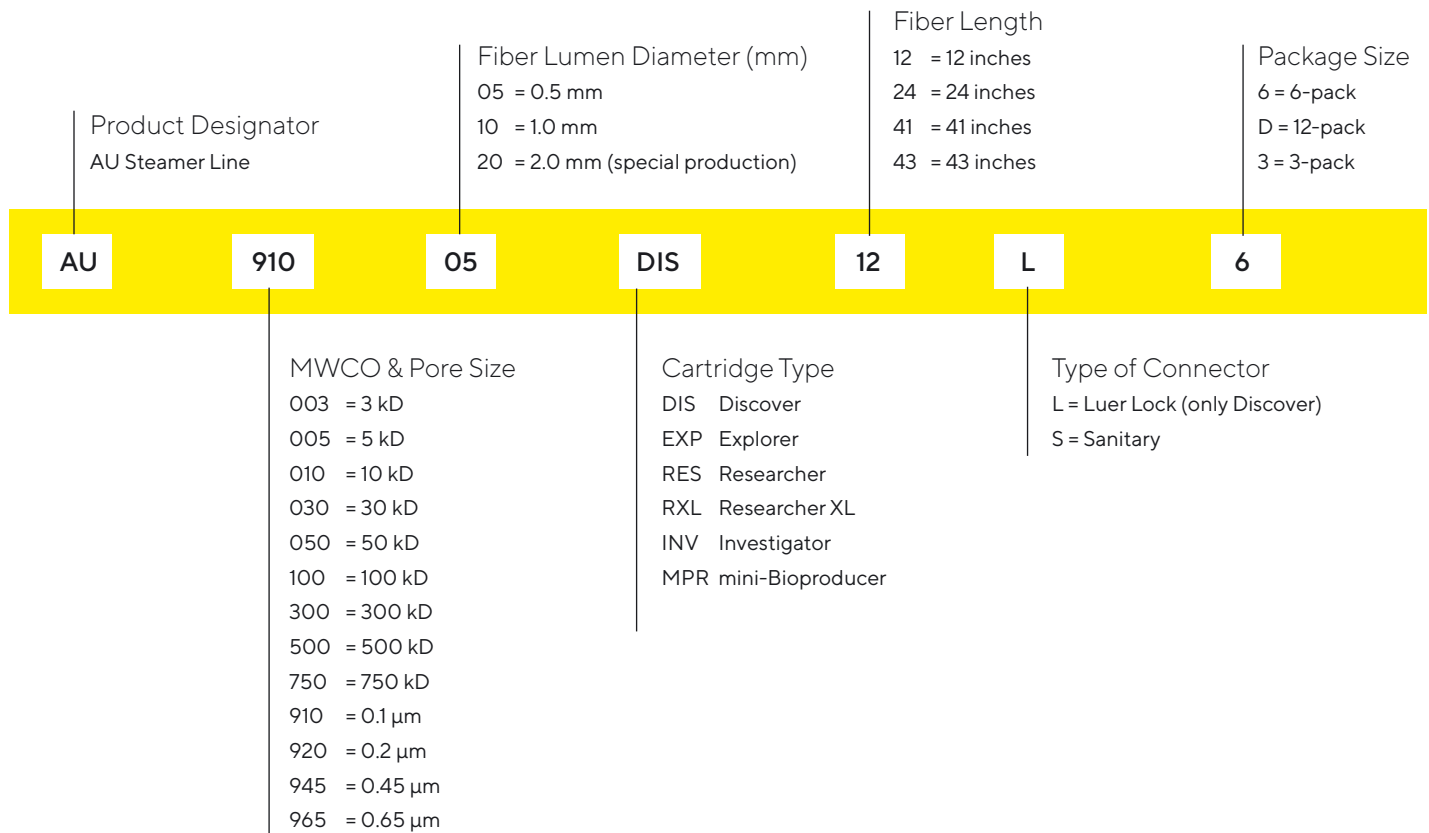 Product Designator
AU Steamer Line
Fiber Lumen Diameter (mm)
05 = 0.5 mm
10 = 1.0 mm
20 = 2.0 mm (special production)
Fiber Length
12 = 12 inches
24 = 24 inches
41 = 41 inches
43 = 43 inches
Package Size
6 = 6-pack
D = 12-pack
3 = 3-pack
AU 910 05 DIS 12 L 6
MWCO & Pore Size
003 = 3 kD
005 = 5 kD
010 = 10 kD
030 = 30 kD
050 = 50 kD
100 = 100 kD
300 = 300 kD
500 = 500 kD
750 = 750 kD
910 = 0.1 µm
920 = 0.2 µm
945 = 0.45 µm
965 = 0.65 µm
Cartridge Type
DIS Discover
EXP Explorer
RES Researcher
RXL Researcher XL
INV Investigator
MPR mini-Bioproducer
Type of Connector
L = Luer Lock (only Discover)
S = Sanitary